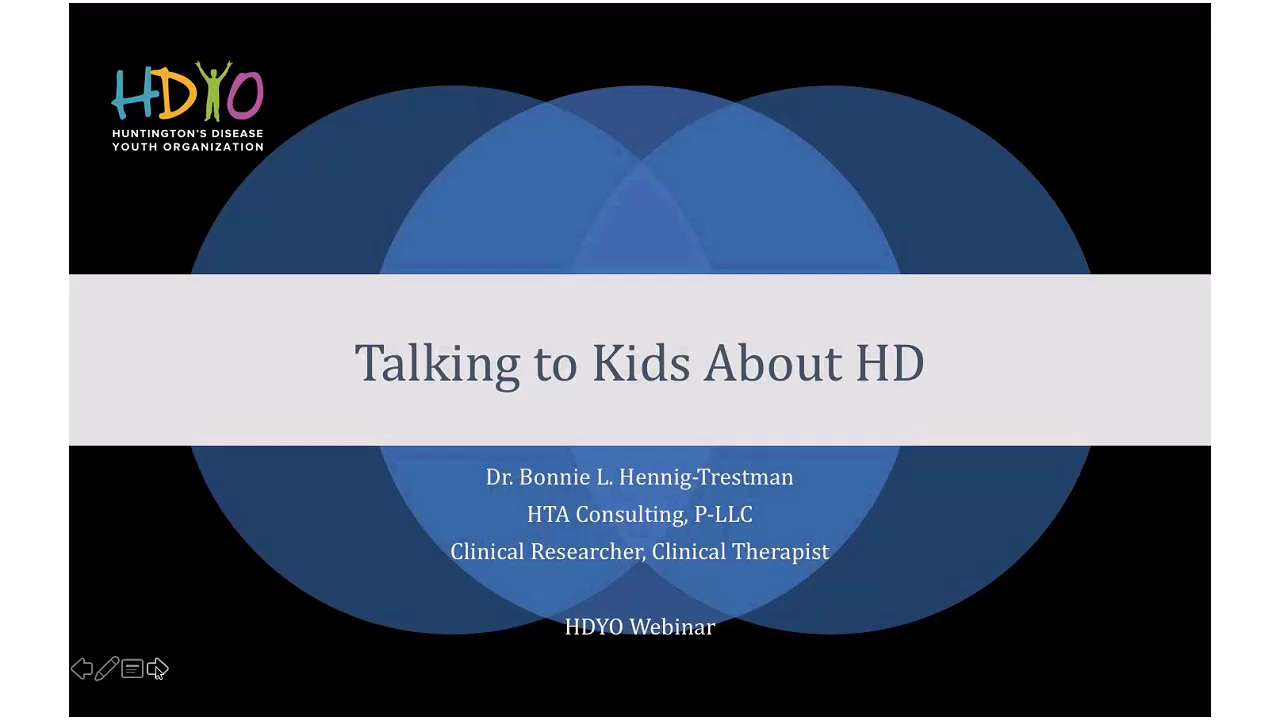 HDYO
HUNTINGTON'S DISEASE
YOUTH ORGANIZATION
Talking to Kids About HD
Dr. Bonnie L. Hennig-Trestman
HTA Consulting, P-LLC
Clinical Researcher, Clinical Therapist
HDYO Webinar